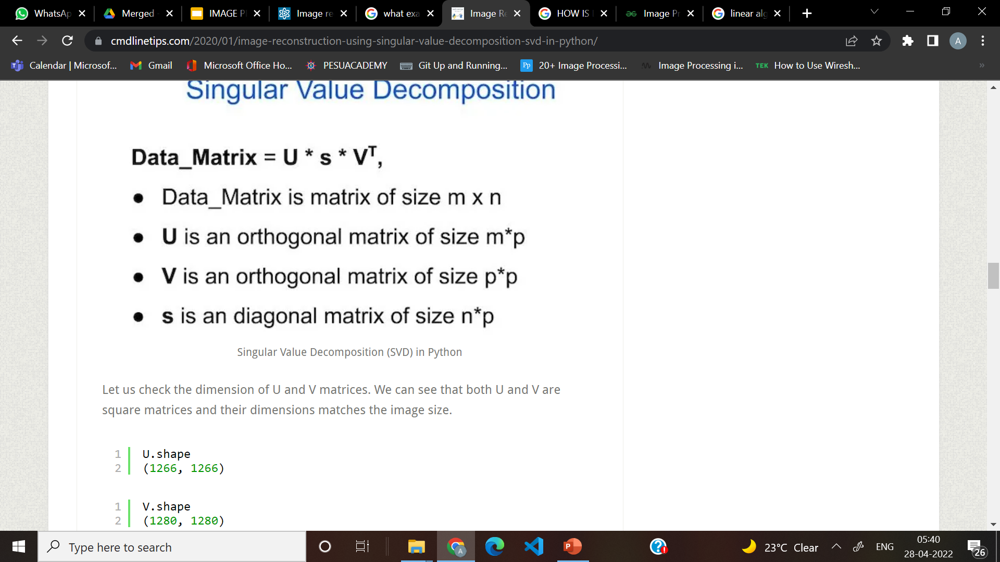 WhatsAp
Merged
IMAGE P
Image re
what exa
Image Re
HOW IS
Image Pr
linear alg
cmdlinetips.com/2020/01/image-reconstruction-using-singular-value-decomposition-svd-in-python/
A
Calendar | Microsof...
Gmail
Microsoft Office Ho...
PESUACADEMY
Git Up and Running...
Pp
20+ Image Processi...
Image Processing i...
TEK
How to Use Wiresh...
»
Singular Value Decomposition
Data_Matrix = U * s * Vᵀ,
● Data_Matrix is matrix of size m x n
● U is an orthogonal matrix of size m*p
● V is an orthogonal matrix of size p*p
● s is an diagonal matrix of size n*p
Singular Value Decomposition (SVD) in Python
Let us check the dimension of U and V matrices. We can see that both U and V are
square matrices and their dimensions matches the image size.
1 U.shape
2 (1266, 1266)
1 V.shape
2 (1280, 1280)
Type here to search
23°C Clear
ENG
05:40
28-04-2022
26